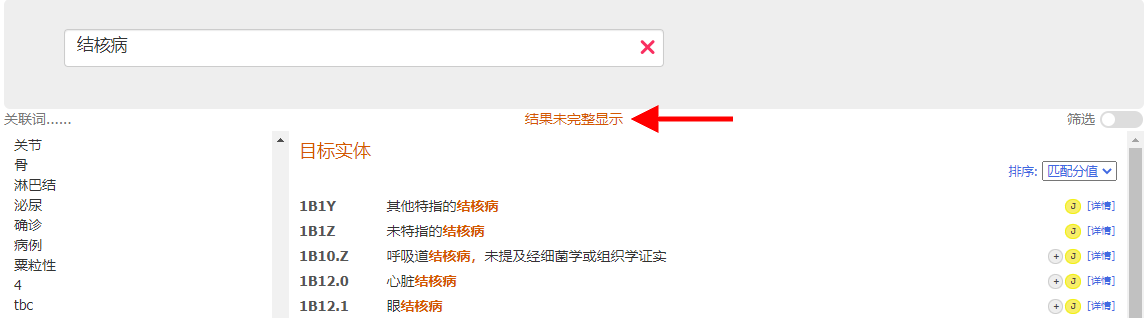 结核病
关联词......
结果未完整显示
筛选
关节
骨
淋巴结
泌尿
确诊
病例
粟粒性
4
tbc
目标实体
排序: 匹配分值
1B1Y 其他特指的结核病 J [详情]
1B1Z 未特指的结核病 J [详情]
1B10.Z 呼吸道结核病，未提及经细菌学或组织学证实 + J [详情]
1B12.0 心脏结核病 + J [详情]
1B12.1 眼结核病 + J [详情]